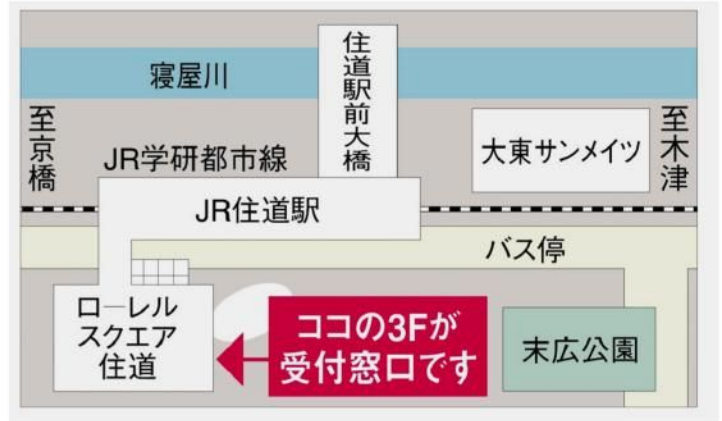 寝屋川
住道駅前大橋
至京橋
JR学研都市線
大東サンメイツ
至木津
JR住道駅
バス停
ローレル
スクエア
住道
ココの3Fが
受付窓口です
末広公園